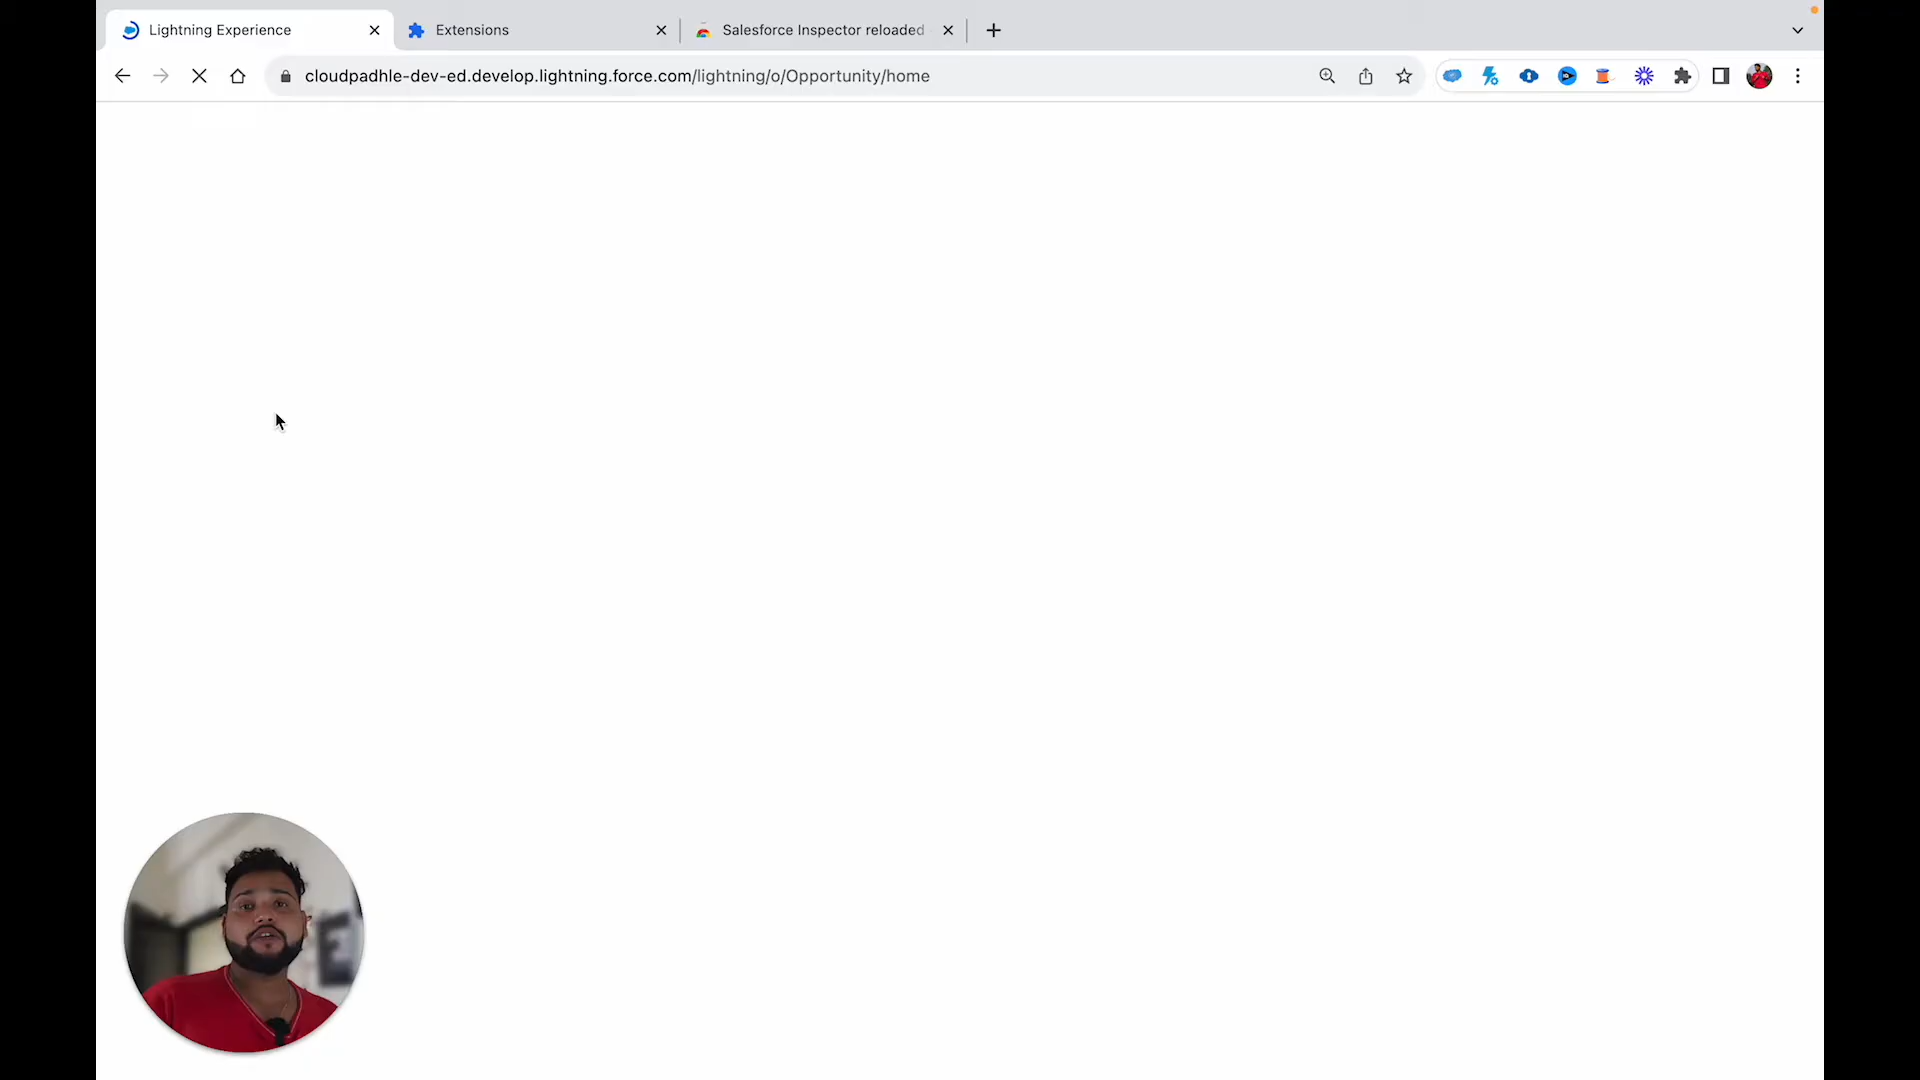 Lightning Experience
Extensions
Salesforce Inspector reloaded
cloudpadhle-dev-ed.develop.lightning.force.com/lightning/o/Opportunity/home